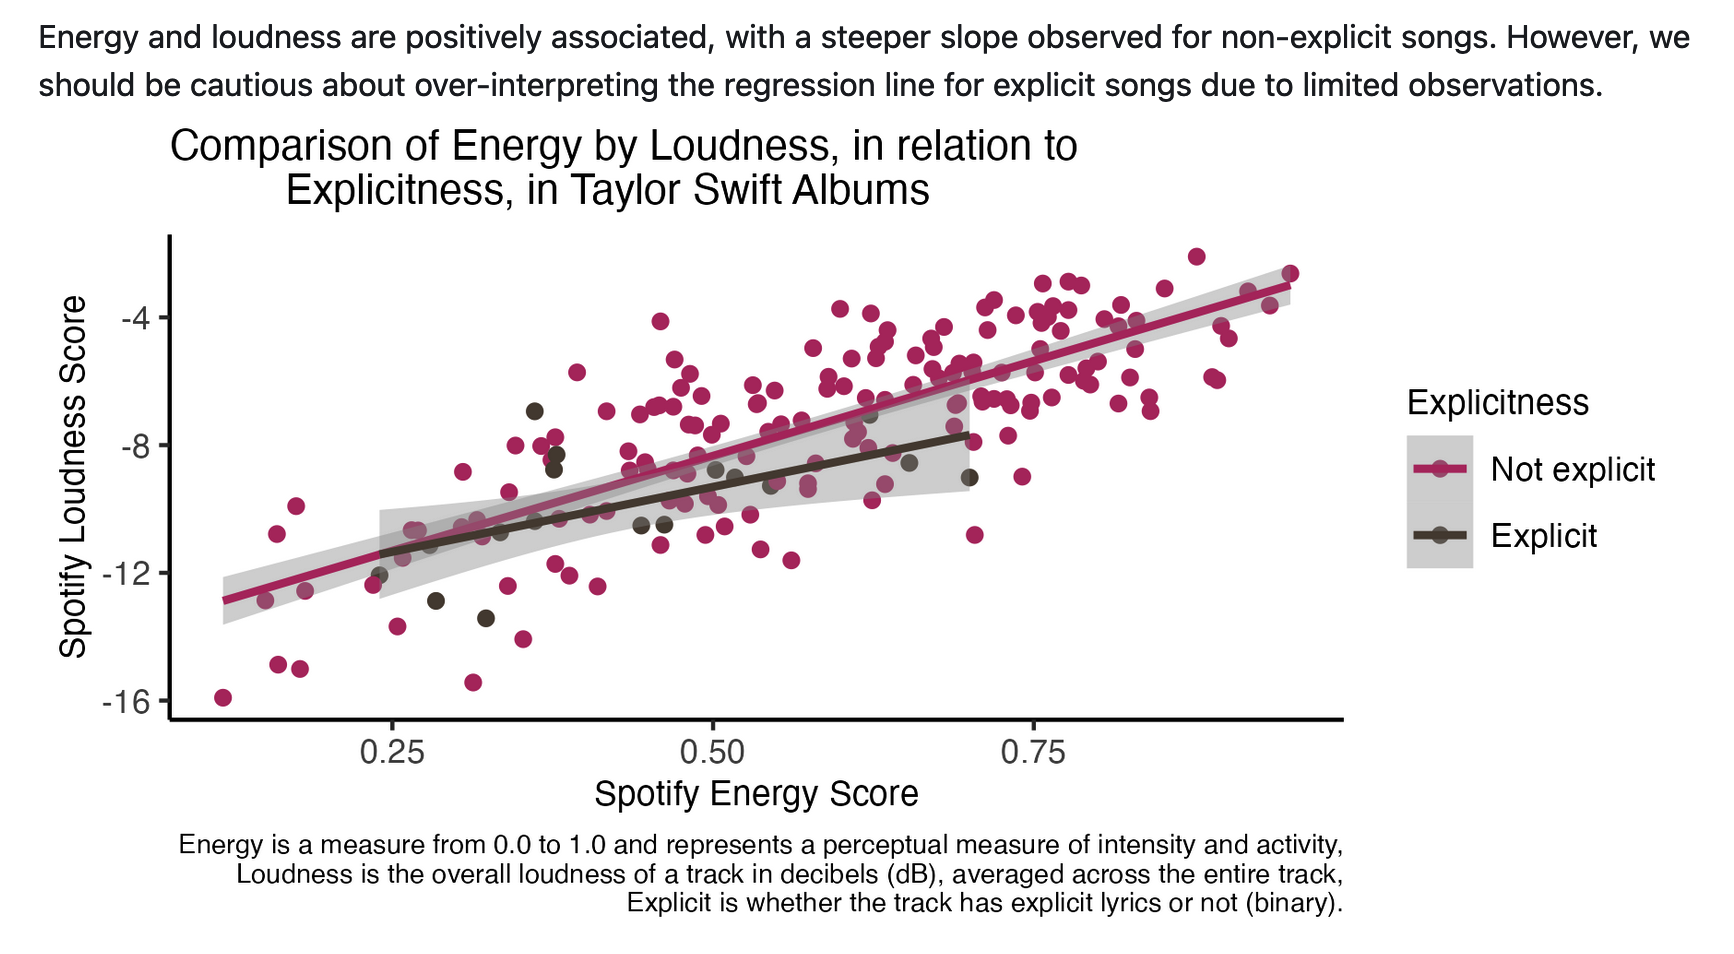 Energy and loudness are positively associated, with a steeper slope observed for non-explicit songs. However, we
should be cautious about over-interpreting the regression line for explicit songs due to limited observations.
Comparison of Energy by Loudness, in relation to
Explicitness, in Taylor Swift Albums
Spotify Loudness Score
-4
-8
-12
-16
0.25 0.50 0.75
Spotify Energy Score
Explicitness
Not explicit
Explicit
Energy is a measure from 0.0 to 1.0 and represents a perceptual measure of intensity and activity,
Loudness is the overall loudness of a track in decibels (dB), averaged across the entire track,
Explicit is whether the track has explicit lyrics or not (binary).